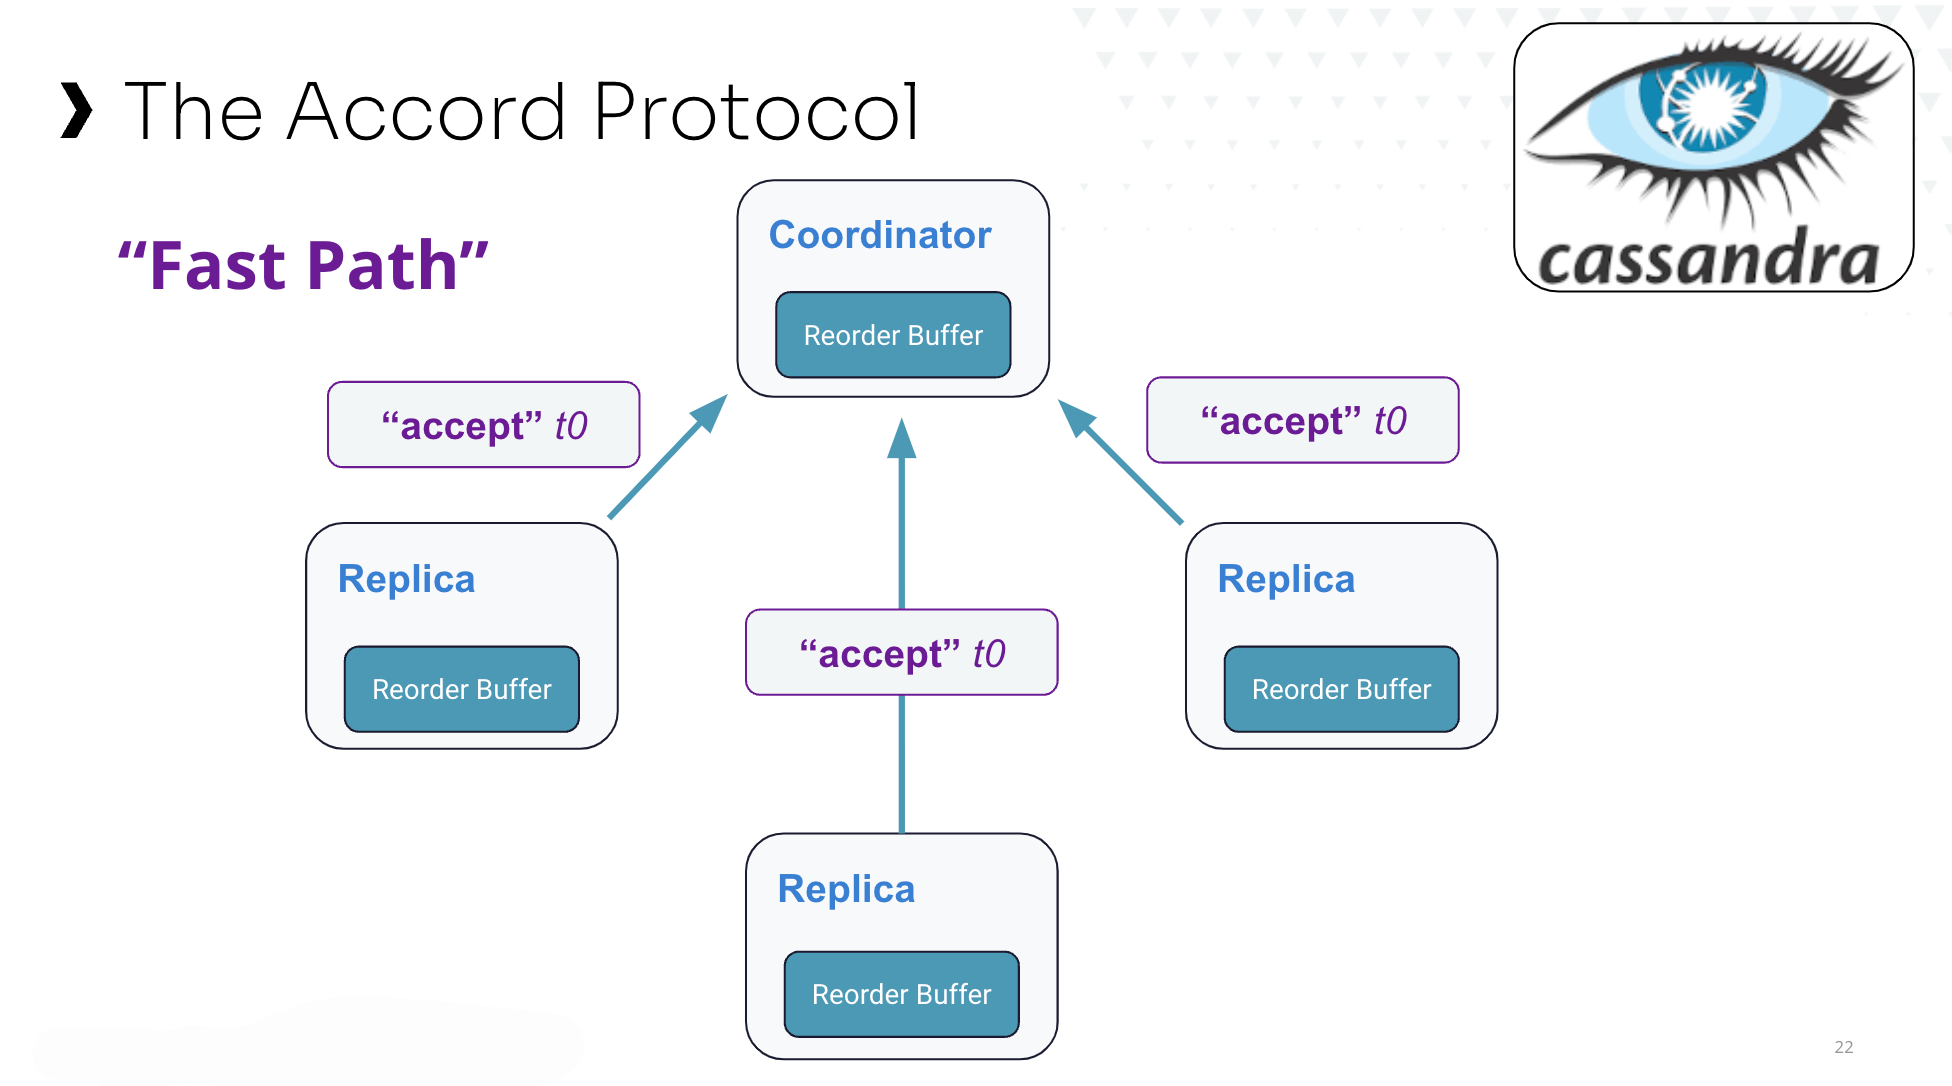 The Accord Protocol
“Fast Path”
cassandra
Coordinator
Reorder Buffer
“accept” t0
“accept” t0
Replica
Reorder Buffer
“accept” t0
Replica
Reorder Buffer
Replica
Reorder Buffer
22